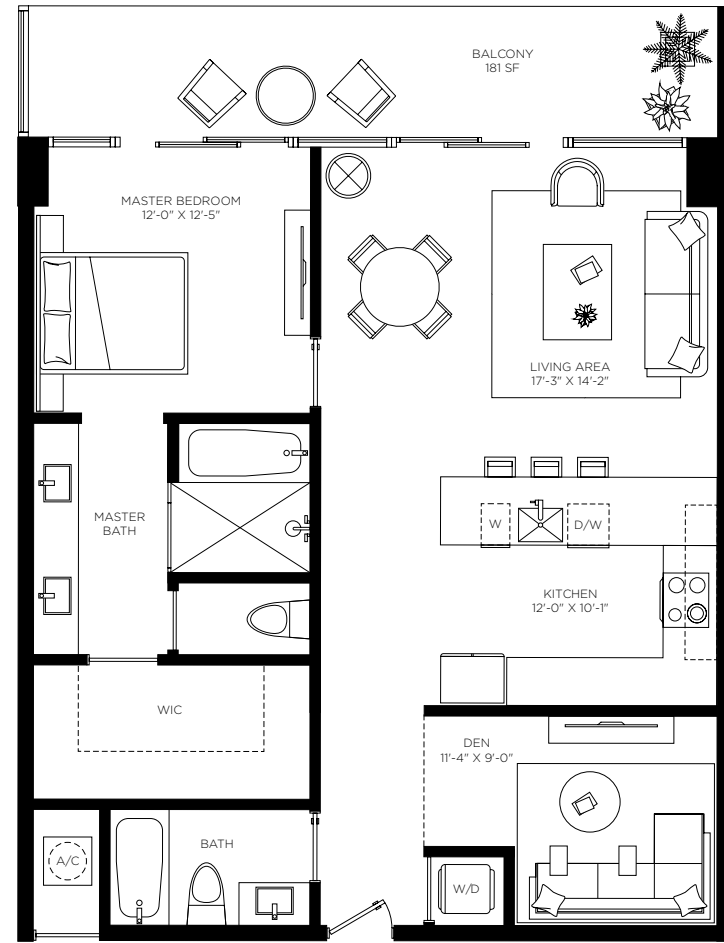 BALCONY
181 SF
MASTER BEDROOM
12'-0" X 12'-5"
LIVING AREA
17'-3" X 14'-2"
MASTER
BATH
W
D/W
KITCHEN
12'-0" X 10'-1"
WIC
DEN
11'-4" X 9'-0"
BATH
A/C
W/D